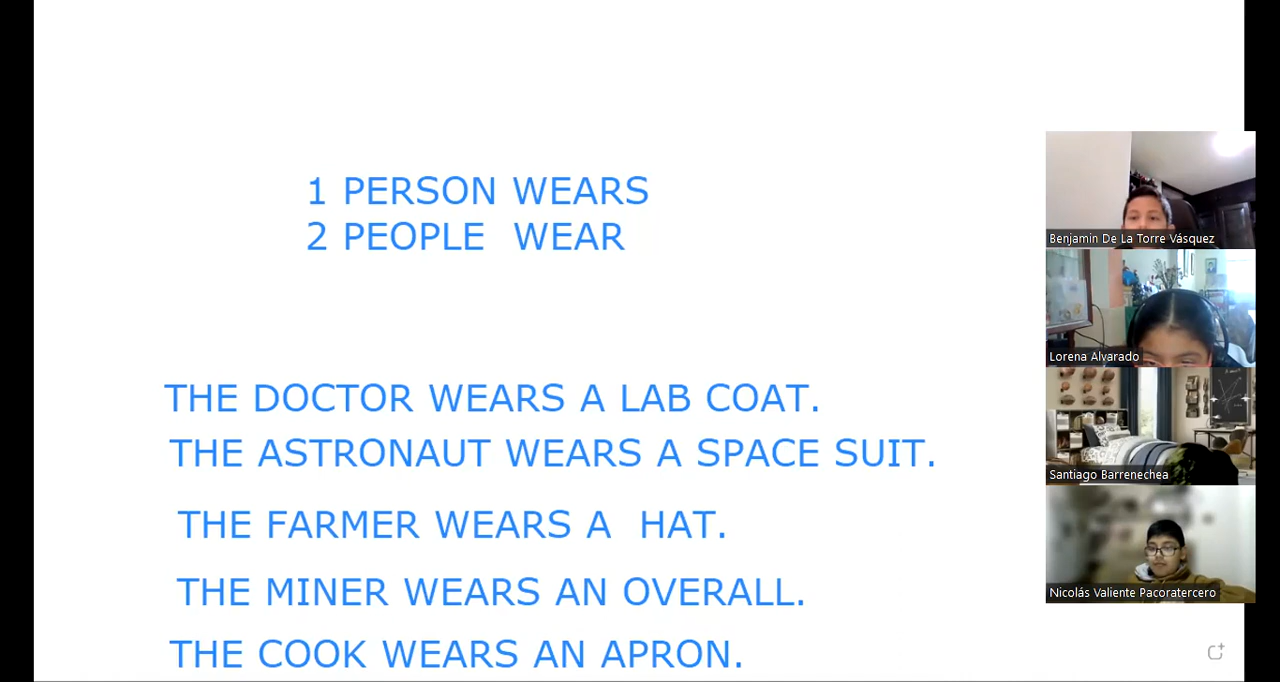 1 PERSON WEARS
2 PEOPLE WEAR
THE DOCTOR WEARS A LAB COAT.
THE ASTRONAUT WEARS A SPACE SUIT.
THE FARMER WEARS A HAT.
THE MINER WEARS AN OVERALL.
THE COOK WEARS AN APRON.
Benjamin De La Torre Vásquez
Lorena Alvarado
Santiago Barrenechea
Nicolás Valiente Pacoratercero